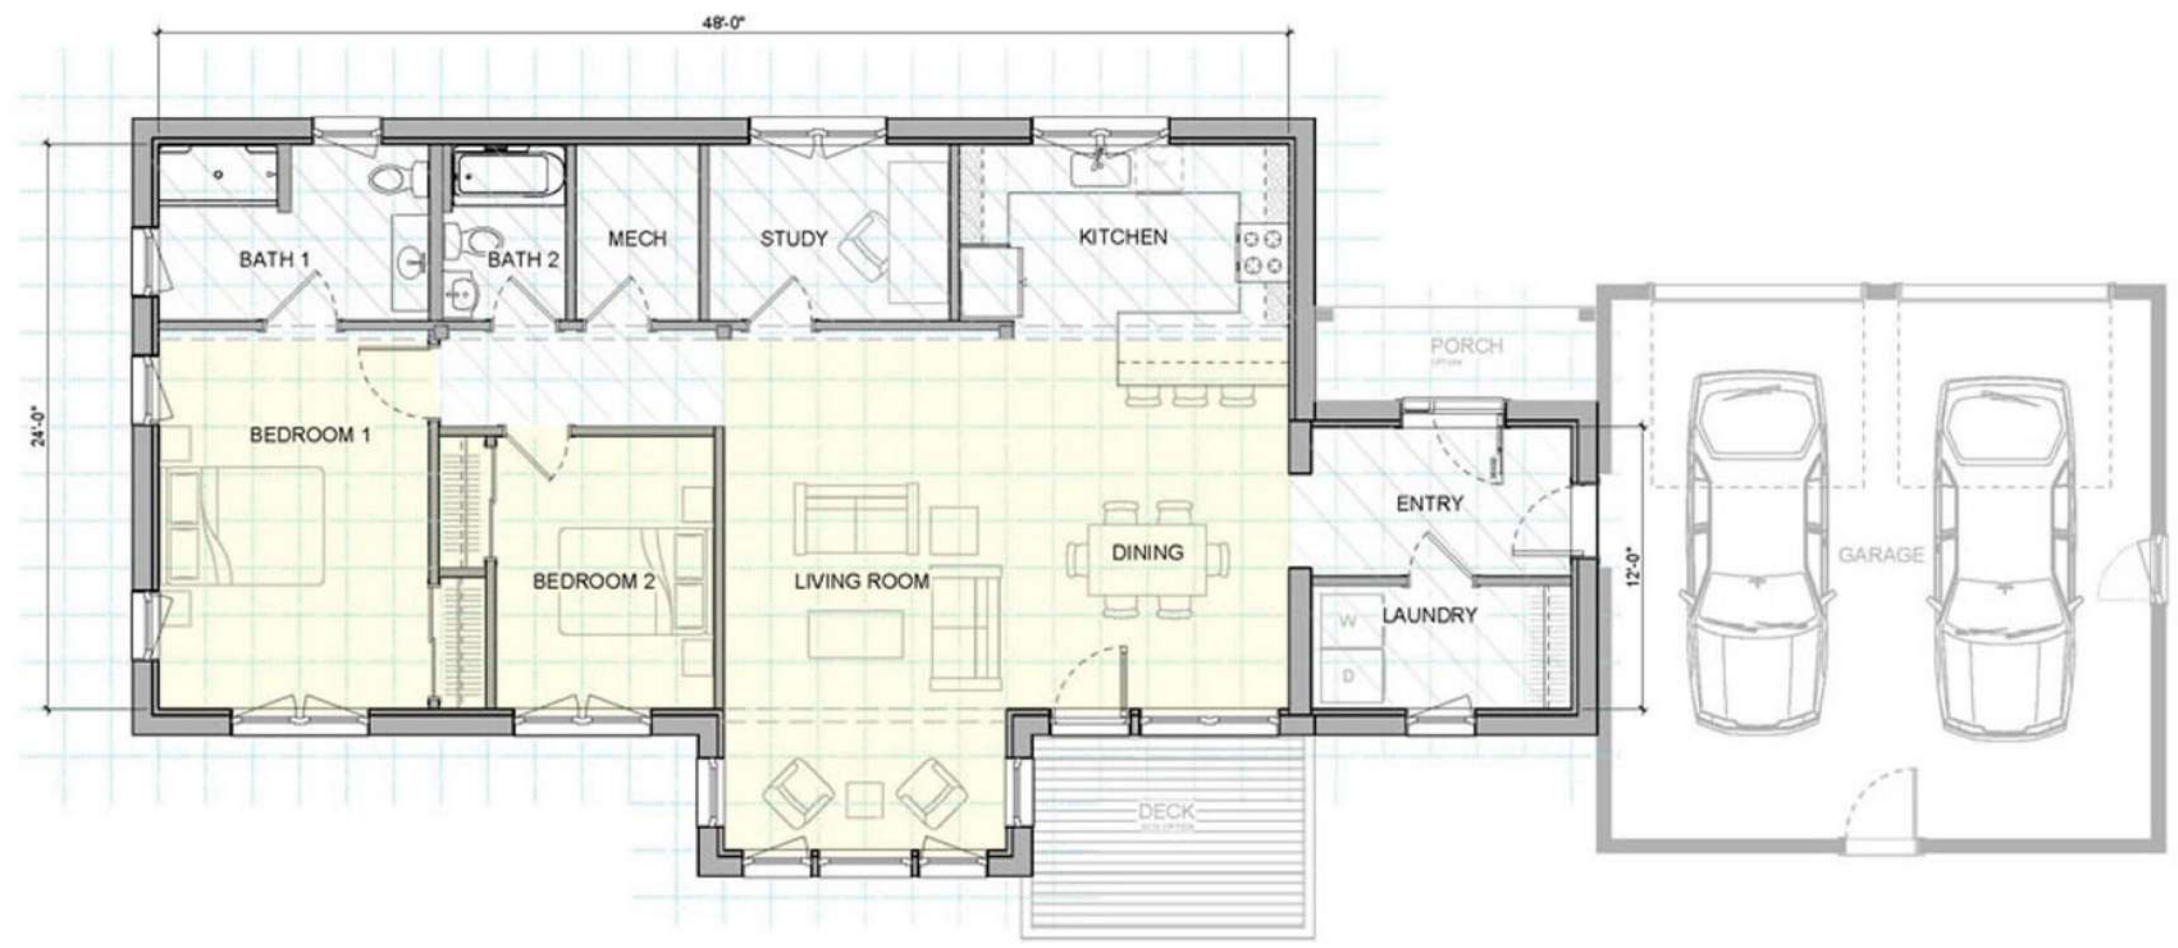 48'-0"
24'-0"
BATH 1
BATH 2
MECH
STUDY
KITCHEN
PORCH
OPTION
BEDROOM 1
BEDROOM 2
LIVING ROOM
DINING
ENTRY
12'-0"
GARAGE
LAUNDRY
W
D
DECK